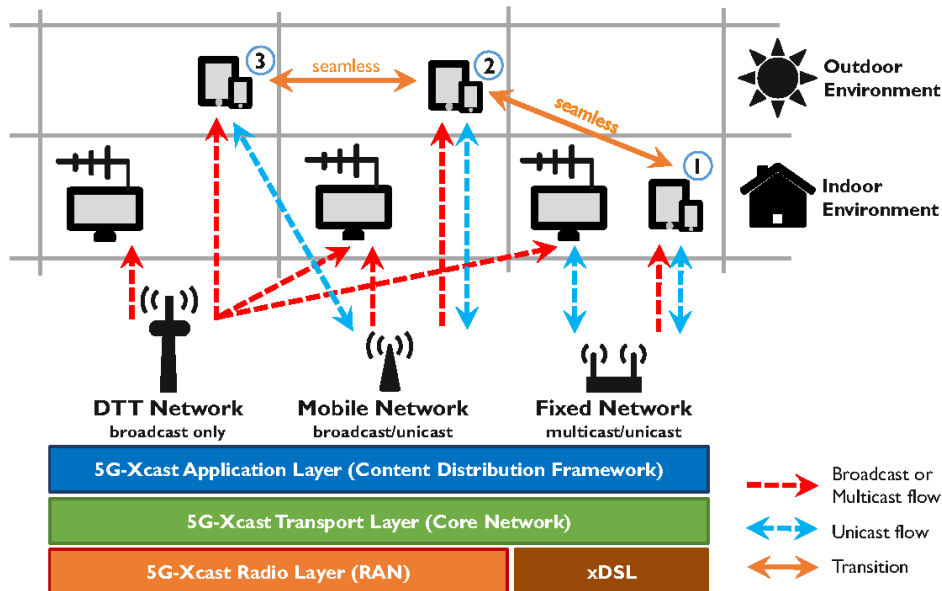 3
seamless
2
Outdoor
Environment
seamless
1
Indoor
Environment
DTT Network
broadcast only
Mobile Network
broadcast/unicast
Fixed Network
multicast/unicast
5G-Xcast Application Layer (Content Distribution Framework)
5G-Xcast Transport Layer (Core Network)
5G-Xcast Radio Layer (RAN)
xDSL
Broadcast or
Multicast flow
Unicast flow
Transition